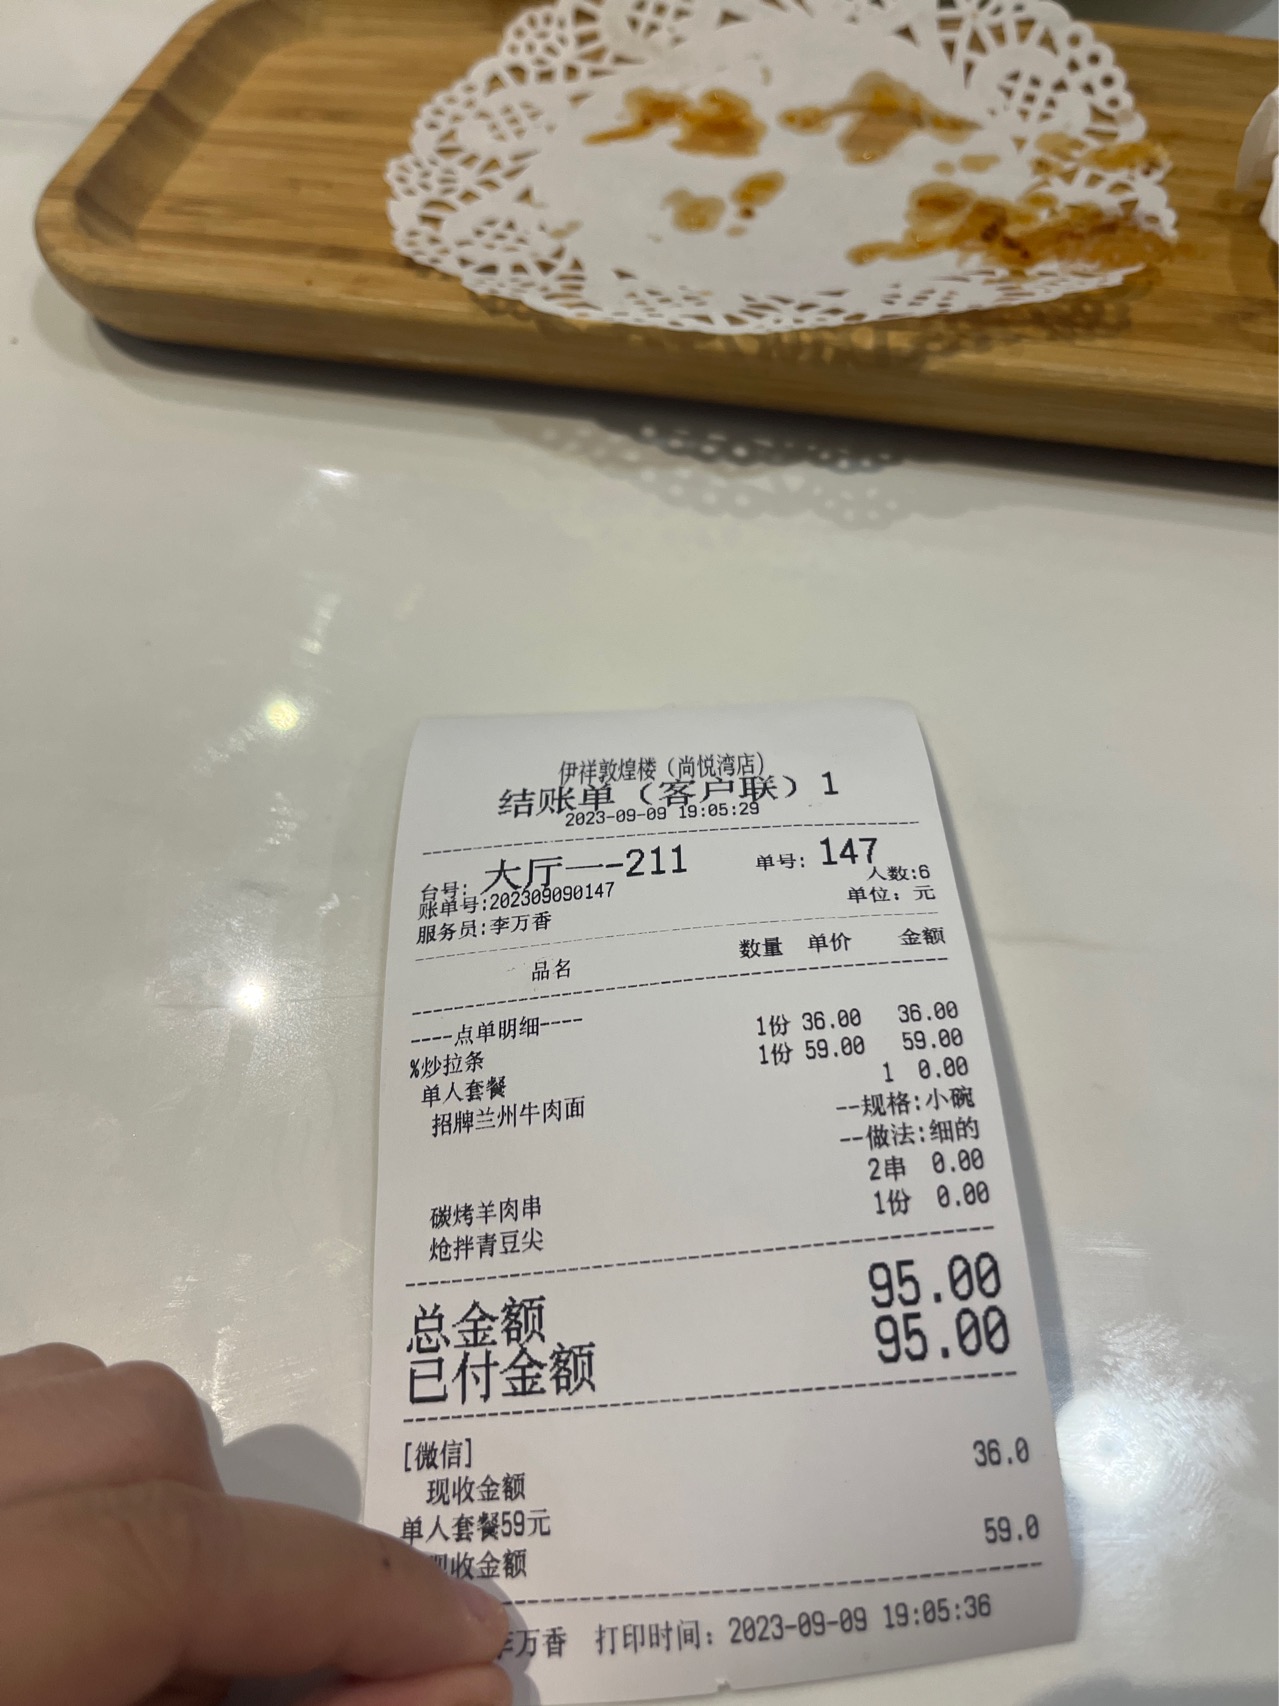 伊祥敦煌楼（尚悦湾店）
结账单（客户联）1
2023-09-09 19:05:29
台号: 大厅一-211 单号: 147
账单号:202309090147 人数:6
服务员:李万香 单位: 元
品名 数量 单价 金额
----点单明细----
%炒拉条 1份 36.00 36.00
单人套餐 1份 59.00 59.00
招牌兰州牛肉面 1 0.00
--规格:小碗
--做法:细的
碳烤羊肉串 2串 0.00
炝拌青豆尖 1份 0.00
总金额 95.00
已付金额 95.00
[微信]
现收金额 36.0
单人套餐59元
现收金额 59.0
李万香 打印时间: 2023-09-09 19:05:36